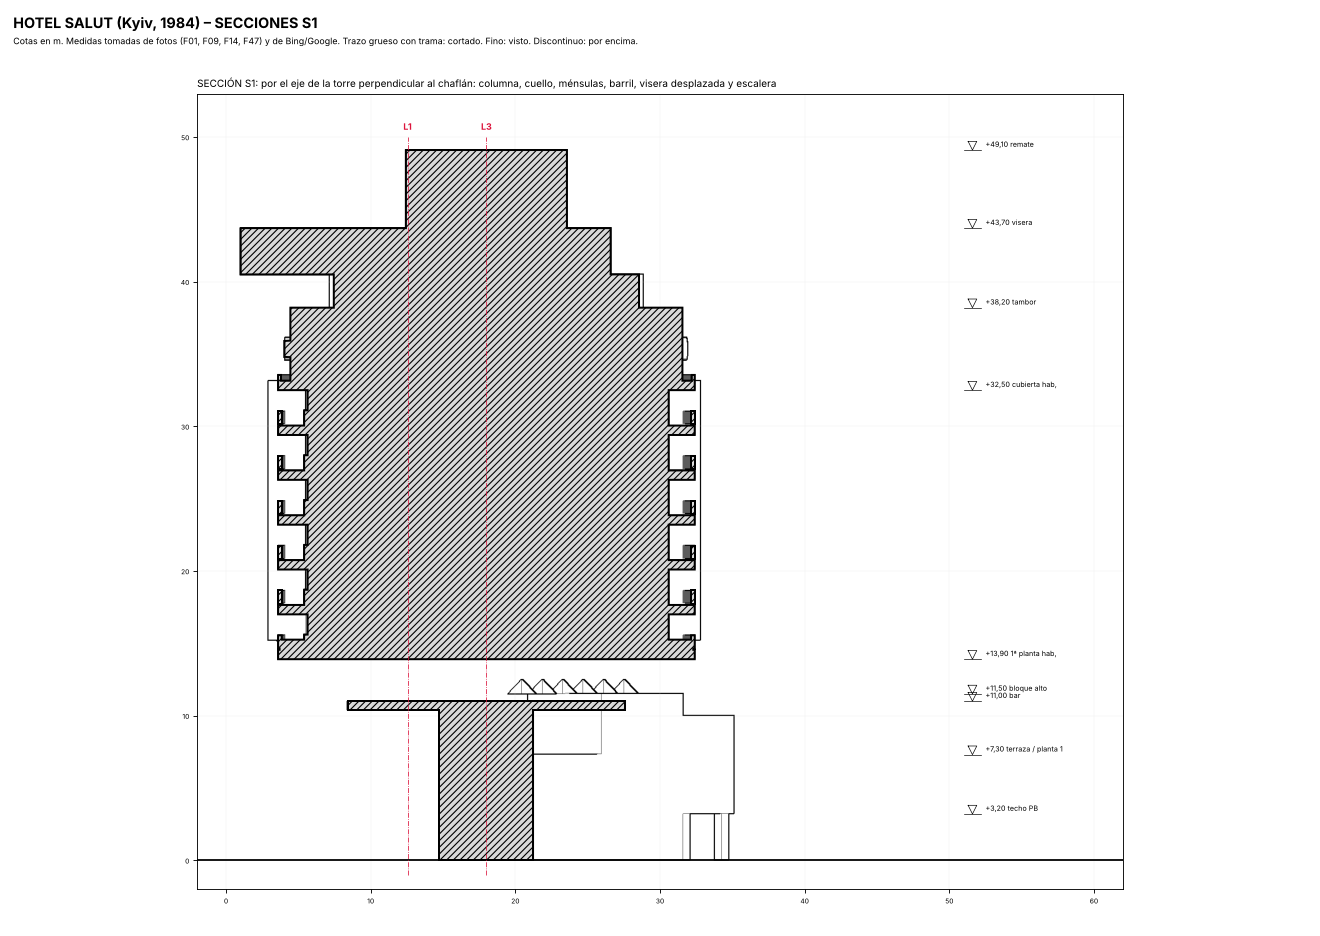 HOTEL SALUT (Kyiv, 1984) – SECCIONES S1
Cotas en m. Medidas tomadas de fotos (F01, F09, F14, F47) y de Bing/Google. Trazo grueso con trama: cortado. Fino: visto. Discontinuo: por encima.
SECCIÓN S1: por el eje de la torre perpendicular al chaflán: columna, cuello, ménsulas, barril, visera desplazada y escalera
L1
L3
50
+49,10 remate
+43,70 visera
40
+38,20 tambor
+32,50 cubierta hab,
30
20
+13,90 1ª planta hab,
+11,50 bloque alto
+11,00 bar
10
+7,30 terraza / planta 1
+3,20 techo PB
0
0
10
20
30
40
50
60